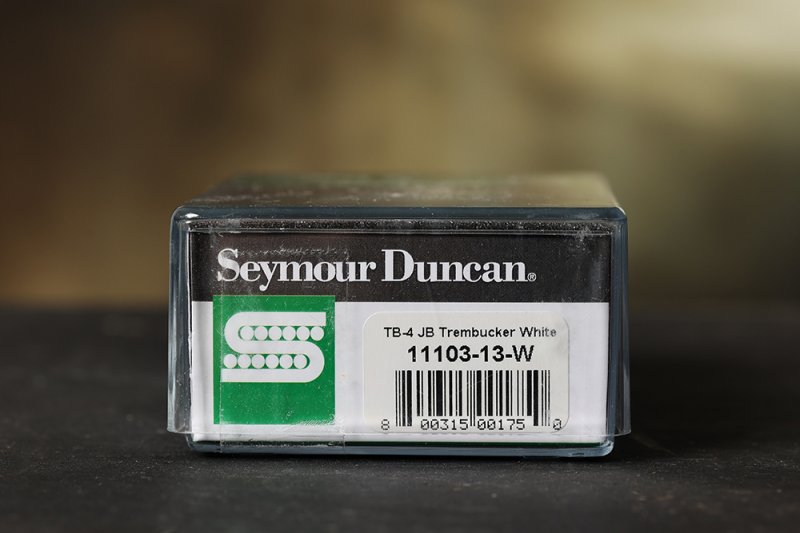 Seymour Duncan®
TB-4 JB Trembucker White
11103-13-W
8 00315 00175 0